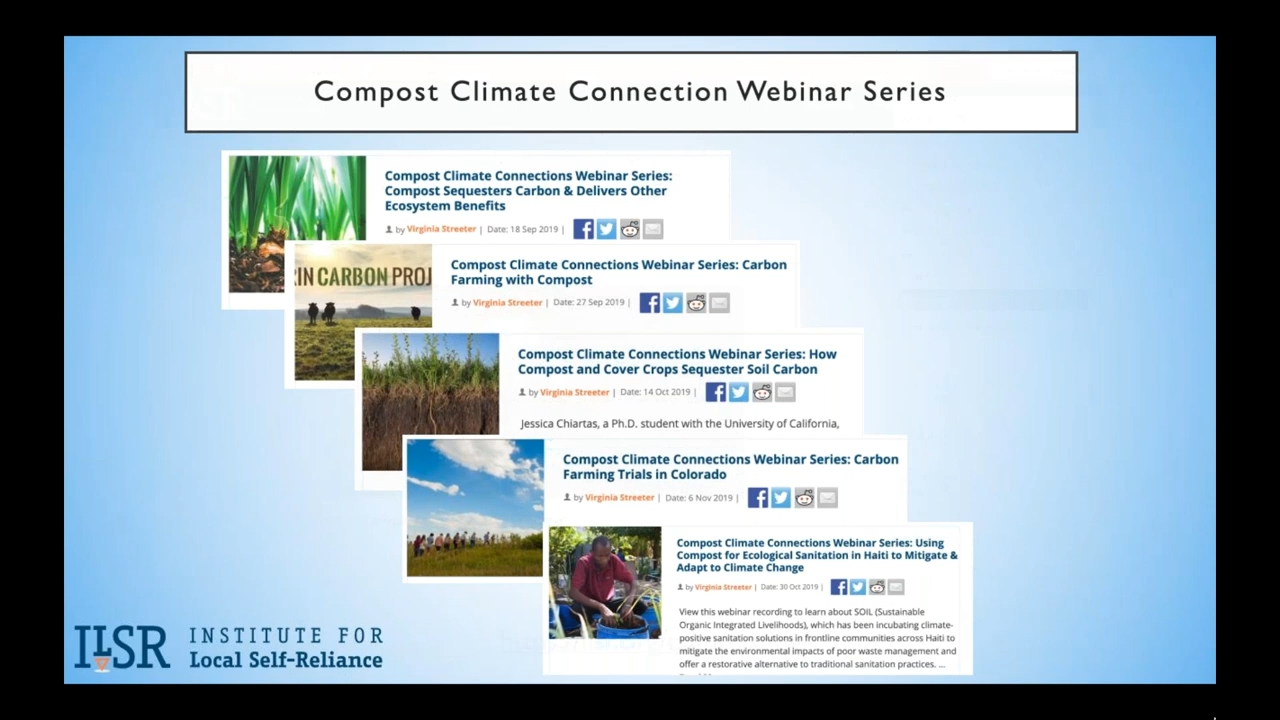 Compost Climate Connection Webinar Series
Compost Climate Connections Webinar Series:
Compost Sequesters Carbon & Delivers Other
Ecosystem Benefits
by Virginia Streeter | Date: 18 Sep 2019 |
IN CARBON PROJ
Compost Climate Connections Webinar Series: Carbon
Farming with Compost
by Virginia Streeter | Date: 27 Sep 2019 |
Compost Climate Connections Webinar Series: How
Compost and Cover Crops Sequester Soil Carbon
by Virginia Streeter | Date: 14 Oct 2019 |
Jessica Chiartas, a Ph.D. student with the University of California,
Compost Climate Connections Webinar Series: Carbon
Farming Trials in Colorado
by Virginia Streeter | Date: 6 Nov 2019 |
Compost Climate Connections Webinar Series: Using
Compost for Ecological Sanitation in Haiti to Mitigate &
Adapt to Climate Change
by Virginia Streeter | Date: 30 Oct 2019 |
View this webinar recording to learn about SOIL (Sustainable
Organic Integrated Livelihoods), which has been incubating climate-
positive sanitation solutions in frontline communities across Haiti to
mitigate the environmental impacts of poor waste management and
offer a restorative alternative to traditional sanitation practices. ...
ILSR
INSTITUTE FOR
Local Self-Reliance